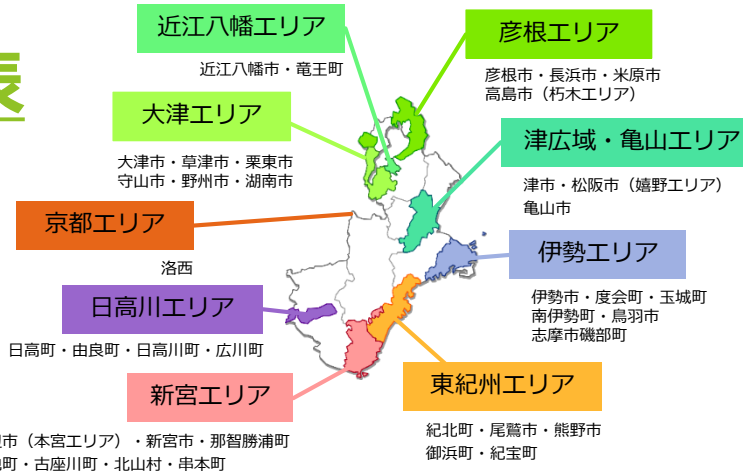 表
近江八幡エリア
近江八幡市・竜王町
彦根エリア
彦根市・長浜市・米原市
高島市（朽木エリア）
大津エリア
大津市・草津市・栗東市
守山市・野州市・湖南市
津広域・亀山エリア
津市・松阪市（嬉野エリア）
亀山市
京都エリア
洛西
伊勢エリア
伊勢市・度会町・玉城町
南伊勢町・鳥羽市
志摩市磯部町
日高川エリア
日高町・由良町・日高川町・広川町
新宮エリア
市（本宮エリア）・新宮市・那智勝浦町
町・古座川町・北山村・串本町
東紀州エリア
紀北町・尾鷲市・熊野市
御浜町・紀宝町